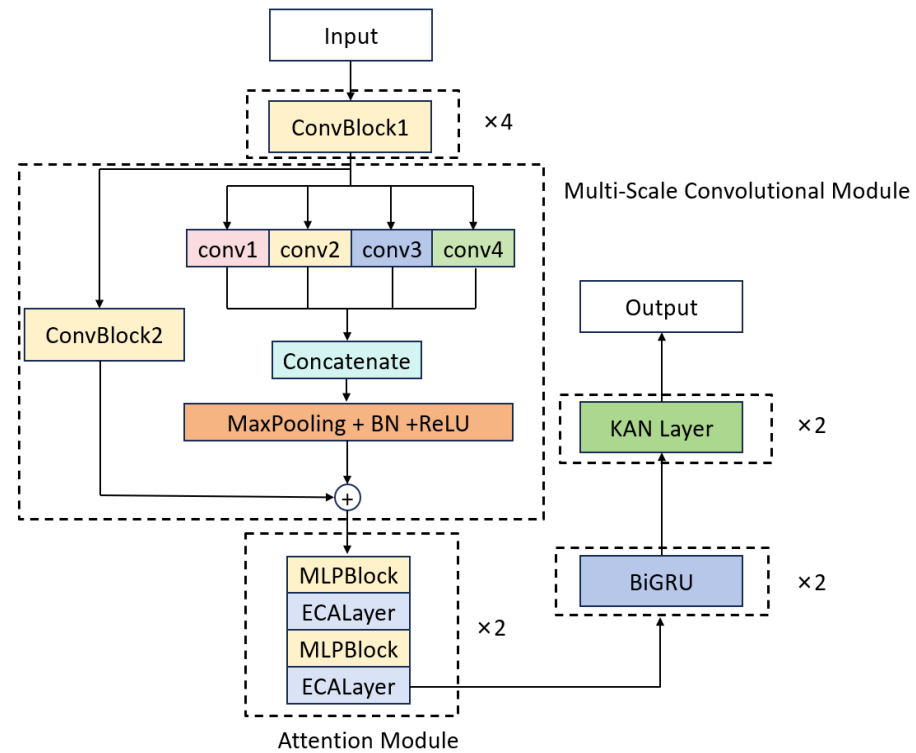 Input
ConvBlock1
×4
Multi-Scale Convolutional Module
conv1 conv2 conv3 conv4
ConvBlock2
Concatenate
MaxPooling + BN +ReLU
+
MLPBlock
ECALayer
MLPBlock
ECALayer
×2
Attention Module
BiGRU
×2
KAN Layer
×2
Output